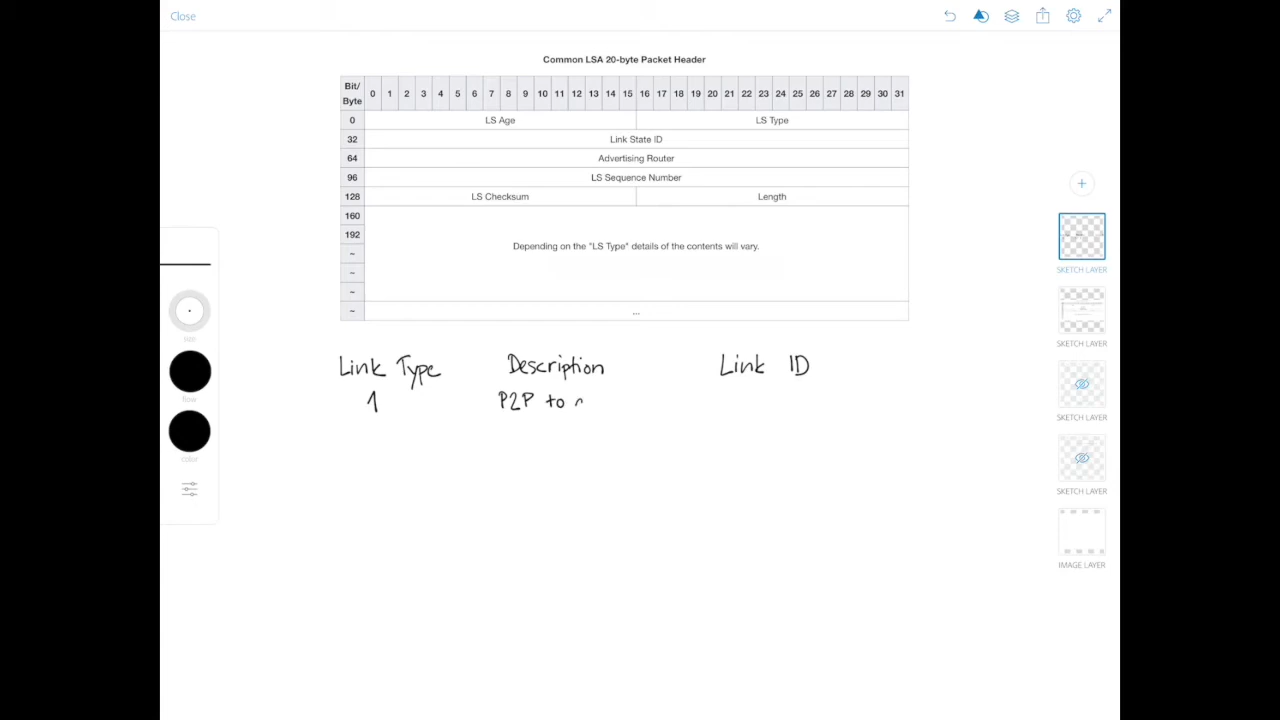 Close
Common LSA 20-byte Packet Header
Bit/Byte 0 1 2 3 4 5 6 7 8 9 10 11 12 13 14 15 16 17 18 19 20 21 22 23 24 25 26 27 28 29 30 31
0 LS Age LS Type
32 Link State ID
64 Advertising Router
96 LS Sequence Number
128 LS Checksum Length
160
192
Depending on the "LS Type" details of the contents will vary.
~
~
~
~ ...
Link Type Description Link ID
1 P2P to
size
flow
color
SKETCH LAYER
SKETCH LAYER
SKETCH LAYER
SKETCH LAYER
IMAGE LAYER